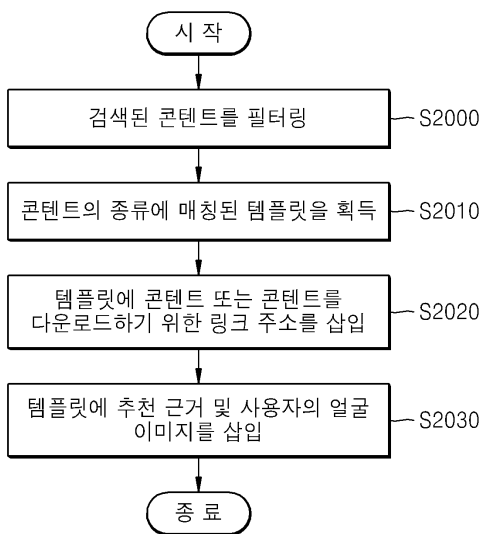 시 작
검색된 콘텐트를 필터링
S2000
콘텐트의 종류에 매칭된 템플릿을 획득
S2010
템플릿에 콘텐트 또는 콘텐트를
다운로드하기 위한 링크 주소를 삽입
S2020
템플릿에 추천 근거 및 사용자의 얼굴
이미지를 삽입
S2030
종 료